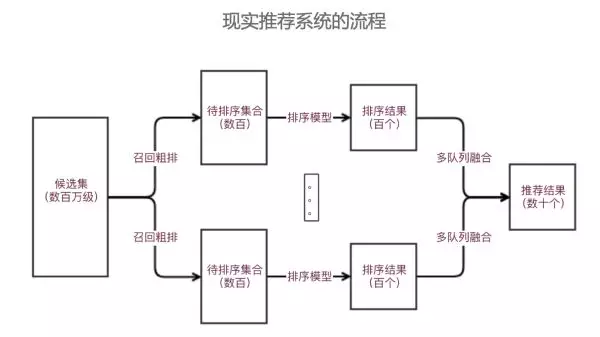 现实推荐系统的流程
候选集
(数百万级)
召回粗排
待排序集合
(数百)
排序模型
排序结果
(百个)
多队列融合
召回粗排
待排序集合
(数百)
排序模型
排序结果
(百个)
多队列融合
推荐结果
(数十个)